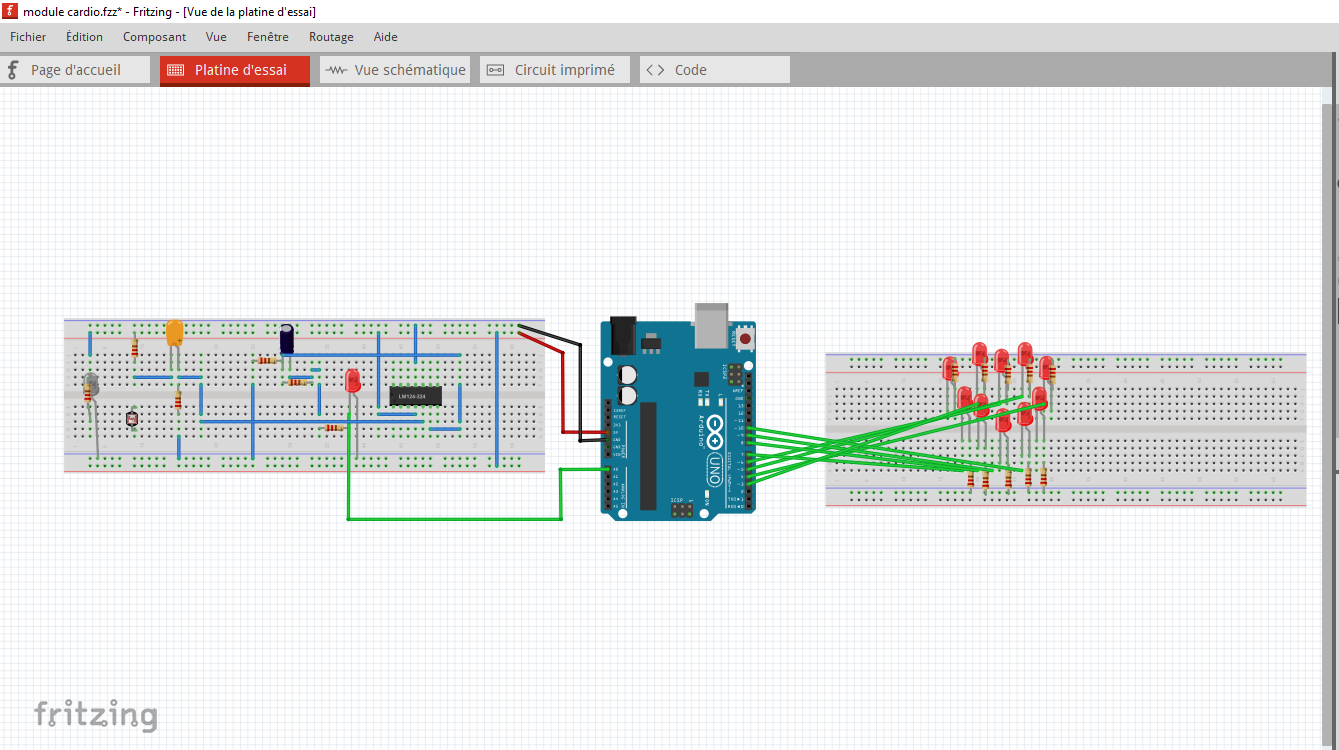 module cardio.fzz* - Fritzing - [Vue de la platine d'essai]
Fichier Édition Composant Vue Fenêtre Routage Aide
Page d'accueil Platine d'essai Vue schématique Circuit imprimé Code
LM124-324
Arduino
UNO
ICSP
fritzing